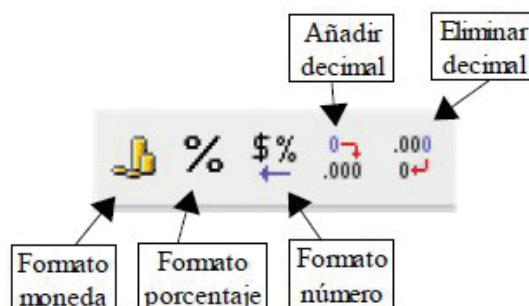 Añadir
decimal
Eliminar
decimal
%
$%
0
.000
.000
0
Formato
moneda
Formato
porcentaje
Formato
número